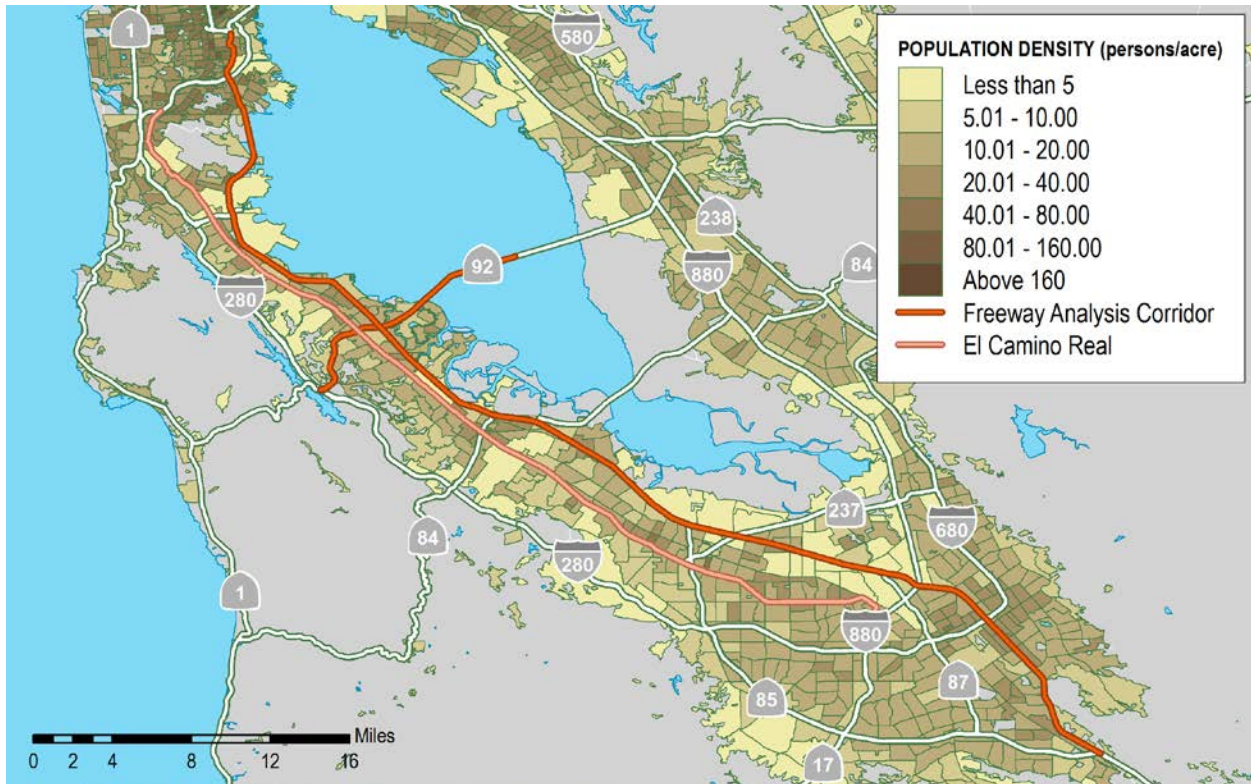 1
580
POPULATION DENSITY (persons/acre)
Less than 5
5.01 - 10.00
10.01 - 20.00
20.01 - 40.00
40.01 - 80.00
80.01 - 160.00
Above 160
Freeway Analysis Corridor
El Camino Real
238
92
880
84
280
237
84
680
280
1
880
87
85
17
Miles
0 2 4 8 12 16